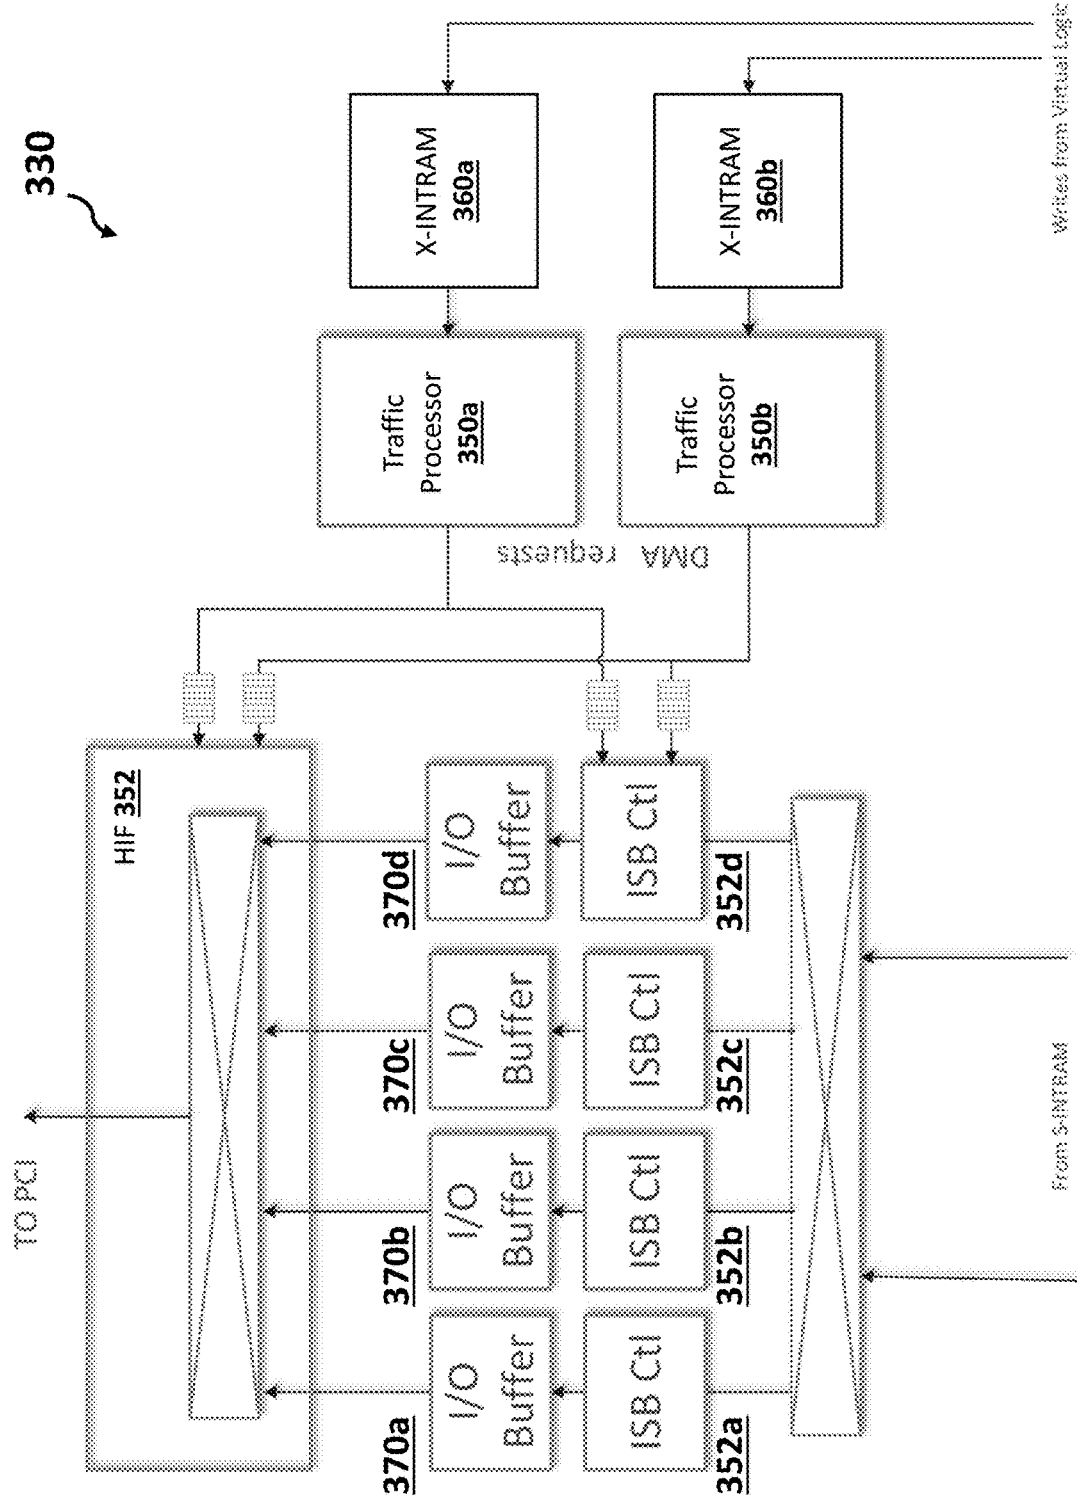 330
TO PCI
HIF 352
370a
370b
370c
370d
I/O
Buffer
I/O
Buffer
I/O
Buffer
I/O
Buffer
ISB Ctl
ISB Ctl
ISB Ctl
ISB Ctl
352a
352b
352c
352d
From S-INTRAM
DMA requests
Traffic
Processor
350a
Traffic
Processor
350b
X-INTRAM
360a
X-INTRAM
360b
Writes from Virtual Logic